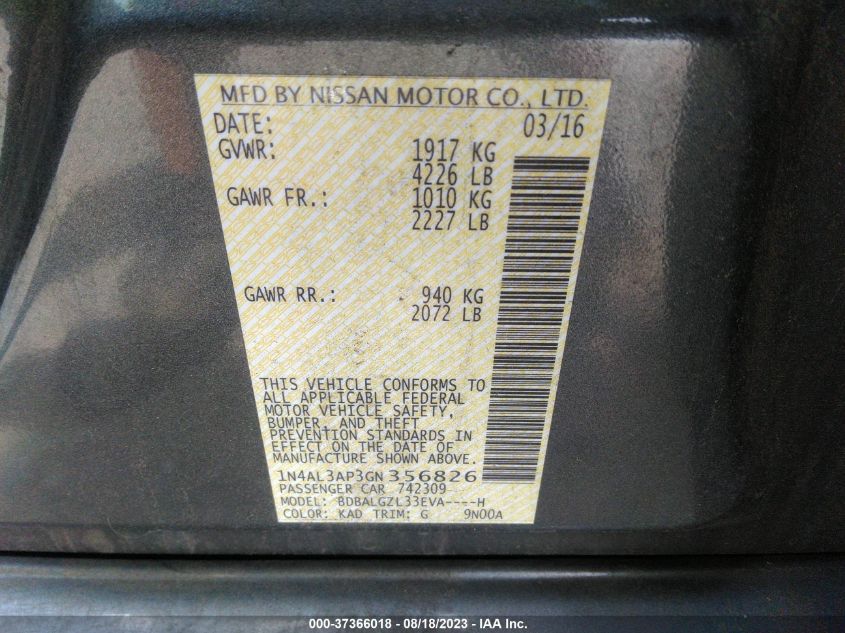 MFD BY NISSAN MOTOR CO., LTD.
DATE: 03/16
GVWR: 1917 KG
4226 LB
GAWR FR.: 1010 KG
2227 LB
GAWR RR.: 940 KG
2072 LB
THIS VEHICLE CONFORMS TO
ALL APPLICABLE FEDERAL
MOTOR VEHICLE SAFETY,
BUMPER, AND THEFT
PREVENTION STANDARDS IN
EFFECT ON THE DATE OF
MANUFACTURE SHOWN ABOVE.
1N4AL3AP3GN356826
PASSENGER CAR 742309
MODEL: BDBALGZL33EVA----H
COLOR: KAD TRIM: G 9N00A
000-37366018 - 08/18/2023 - IAA Inc.